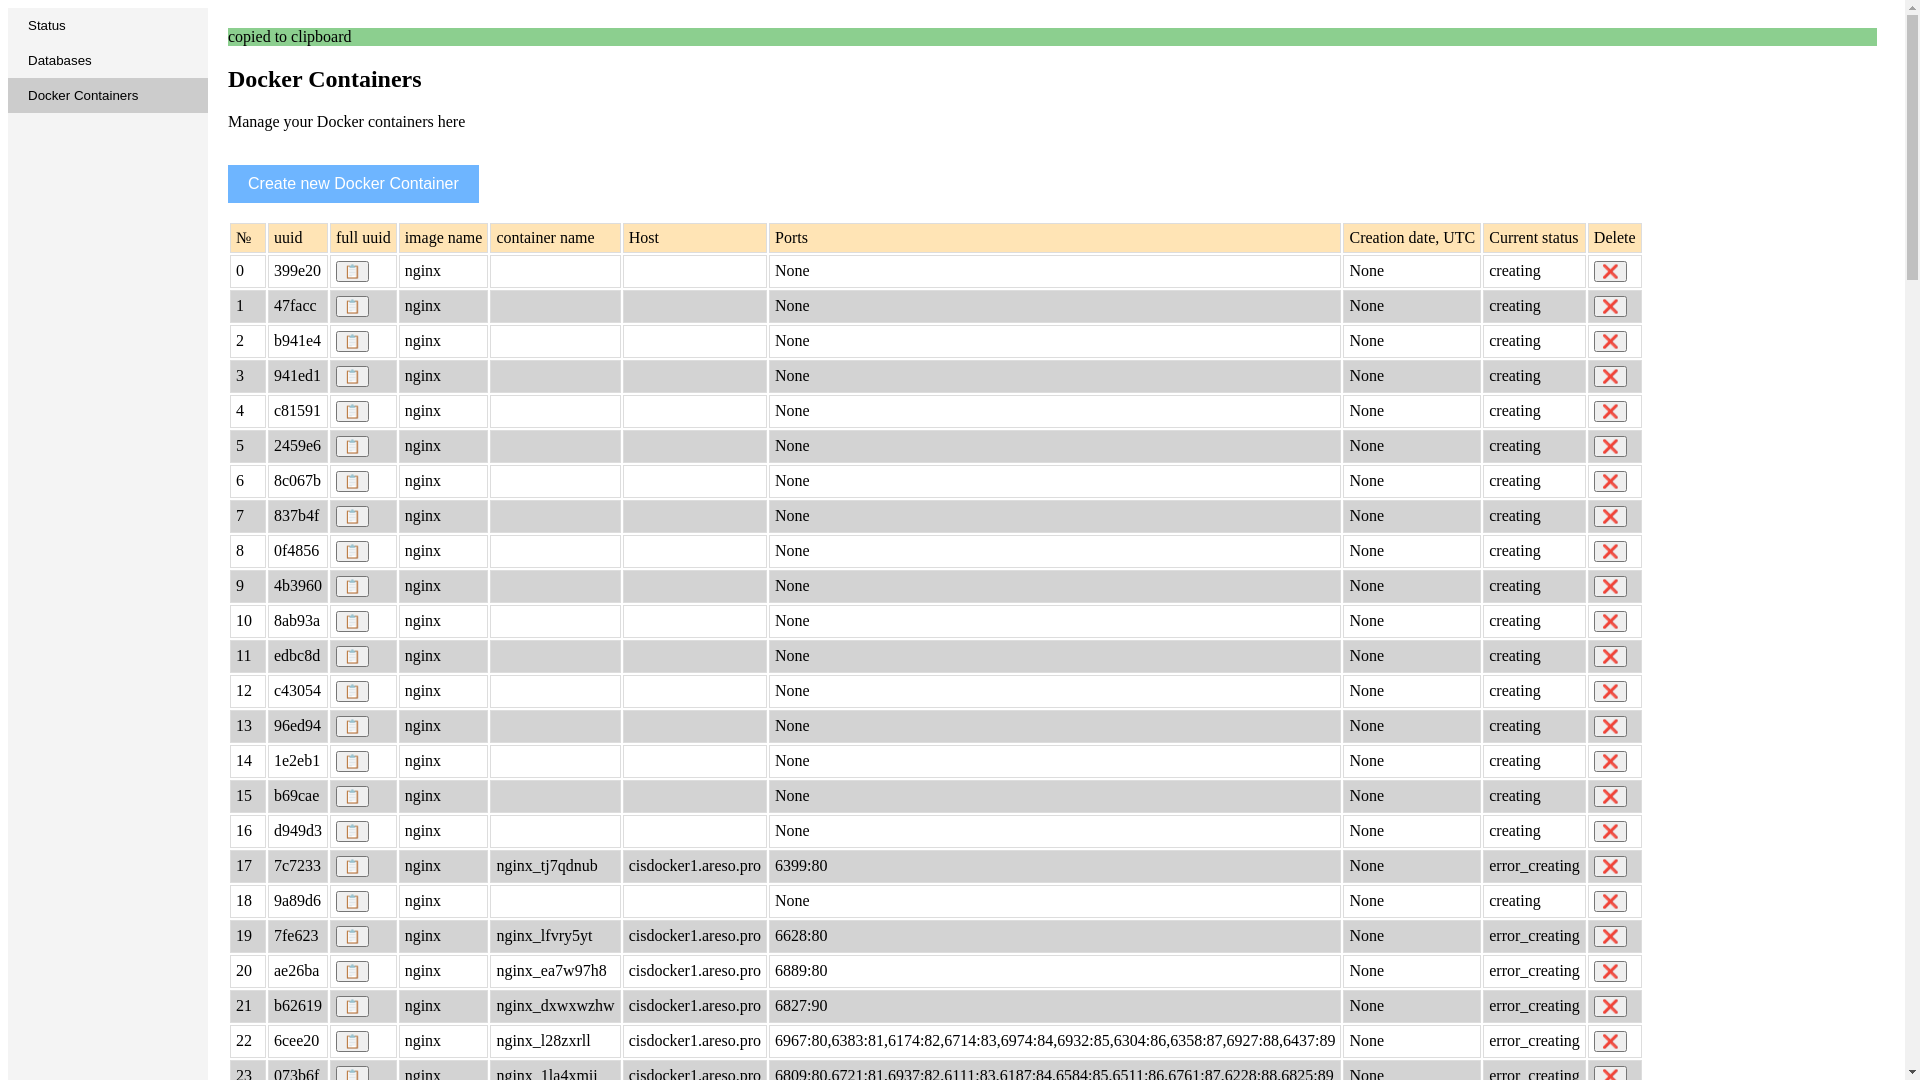 Status
Databases
Docker Containers
copied to clipboard
Docker Containers
Manage your Docker containers here
Create new Docker Container
№ uuid full uuid image name container name Host Ports Creation date, UTC Current status Delete
0 399e20 nginx None None creating
1 47facc nginx None None creating
2 b941e4 nginx None None creating
3 941ed1 nginx None None creating
4 c81591 nginx None None creating
5 2459e6 nginx None None creating
6 8c067b nginx None None creating
7 837b4f nginx None None creating
8 0f4856 nginx None None creating
9 4b3960 nginx None None creating
10 8ab93a nginx None None creating
11 edbc8d nginx None None creating
12 c43054 nginx None None creating
13 96ed94 nginx None None creating
14 1e2eb1 nginx None None creating
15 b69cae nginx None None creating
16 d949d3 nginx None None creating
17 7c7233 nginx nginx_tj7qdnub cisdocker1.areso.pro 6399:80 None error_creating
18 9a89d6 nginx None None creating
19 7fe623 nginx nginx_lfvry5yt cisdocker1.areso.pro 6628:80 None error_creating
20 ae26ba nginx nginx_ea7w97h8 cisdocker1.areso.pro 6889:80 None error_creating
21 b62619 nginx nginx_dxwxwzhw cisdocker1.areso.pro 6827:90 None error_creating
22 6cee20 nginx nginx_l28zxrll cisdocker1.areso.pro 6967:80,6383:81,6174:82,6714:83,6974:84,6932:85,6304:86,6358:87,6927:88,6437:89 None error_creating
23 073b6f nginx nginx_1la4xmii cisdocker1.areso.pro 6809:80,6721:81,6937:82,6111:83,6187:84,6584:85,6511:86,6761:87,6228:88,6825:89 None error_creating